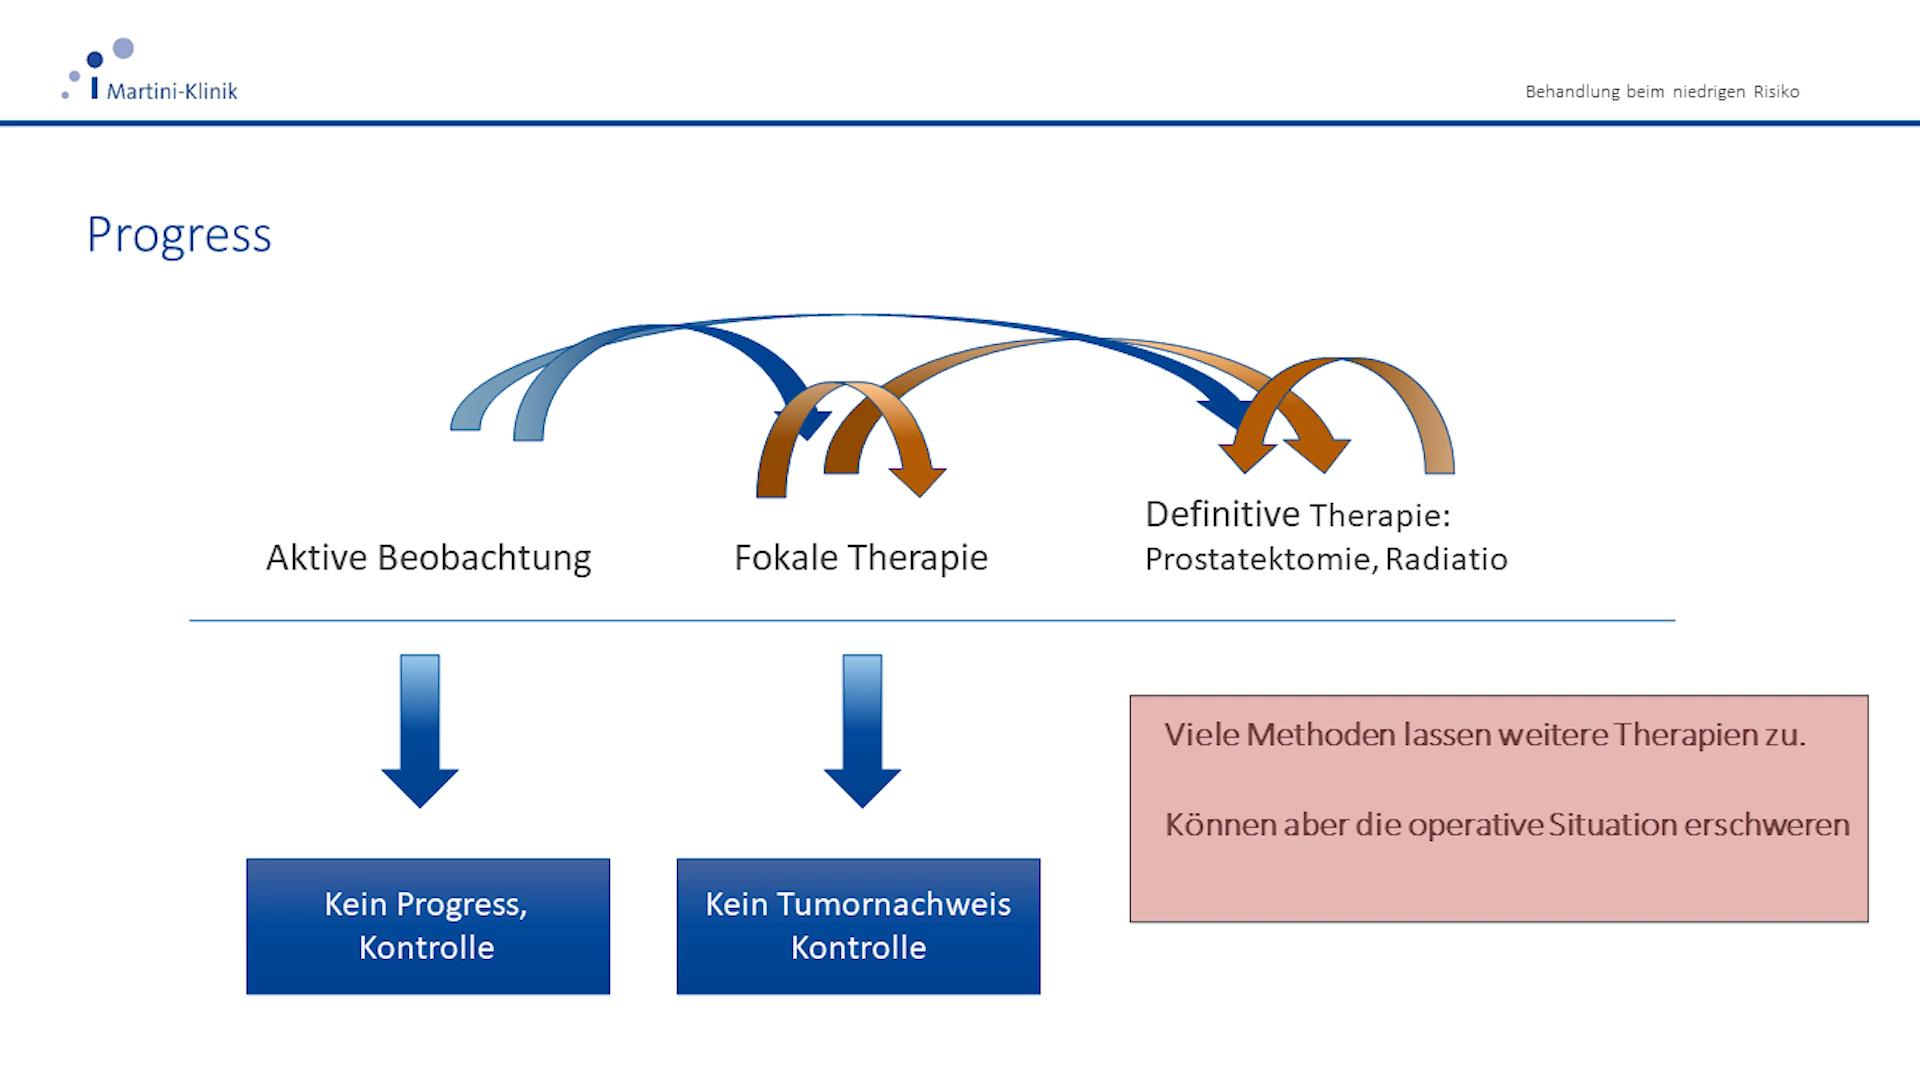 Martini-Klinik
Behandlung beim niedrigen Risiko
Progress
Aktive Beobachtung
Fokale Therapie
Definitive Therapie:
Prostatektomie, Radiatio
Kein Progress,
Kontrolle
Kein Tumornachweis
Kontrolle
Viele Methoden lassen weitere Therapien zu.
Können aber die operative Situation erschweren